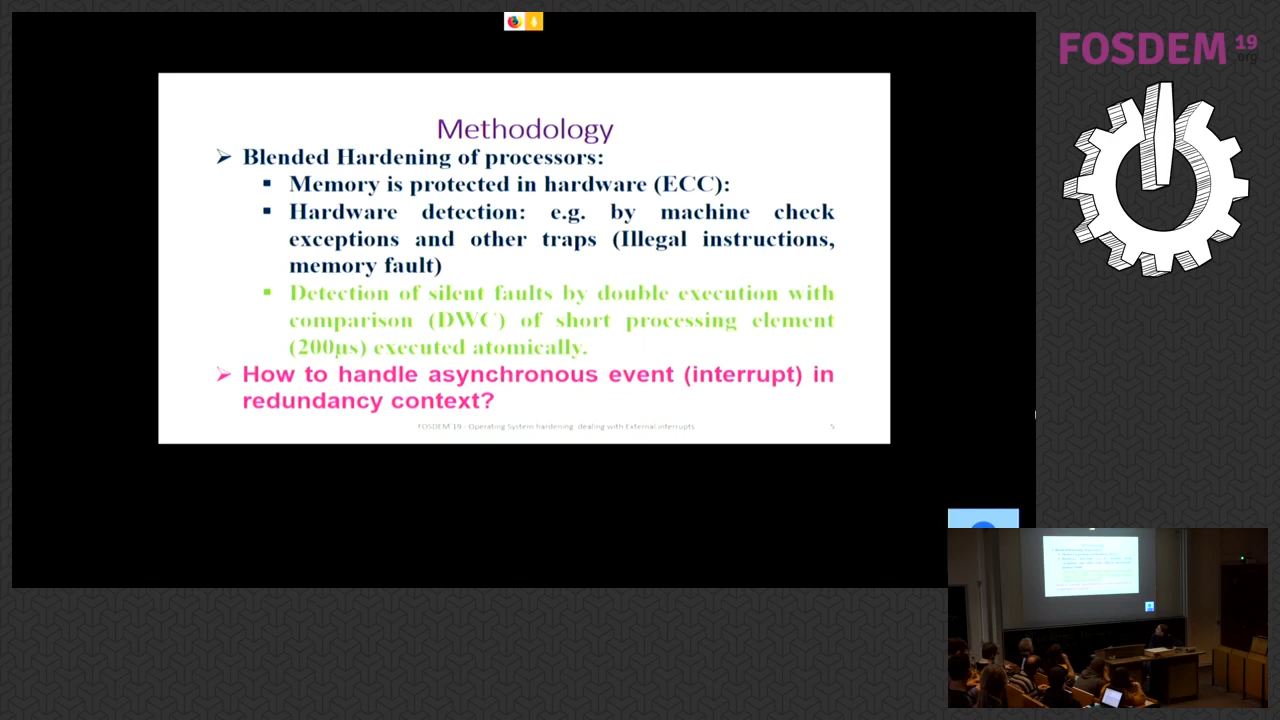 FOSDEM 19
.org
Methodology
➢ Blended Hardening of processors:
▪ Memory is protected in hardware (ECC):
▪ Hardware detection: e.g. by machine check
exceptions and other traps (Illegal instructions,
memory fault)
▪ Detection of silent faults by double execution with
comparison (DWC) of short processing element
(200µs) executed atomically.
➢ How to handle asynchronous event (interrupt) in
redundancy context?
FOSDEM'19 - Operating System hardening dealing with External interrupts
5